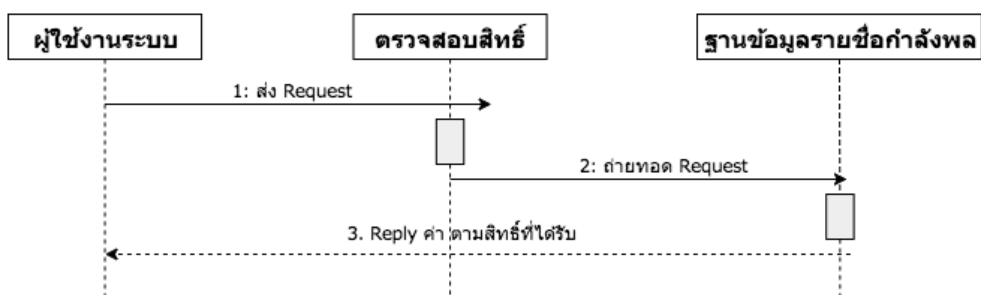 ผู้ใช้งานระบบ
ตรวจสอบสิทธิ์
ฐานข้อมูลรายชื่อกำลังพล
1: ส่ง Request
2: ถ่ายทอด Request
3. Reply ค่า ตามสิทธิ์ที่ได้รับ